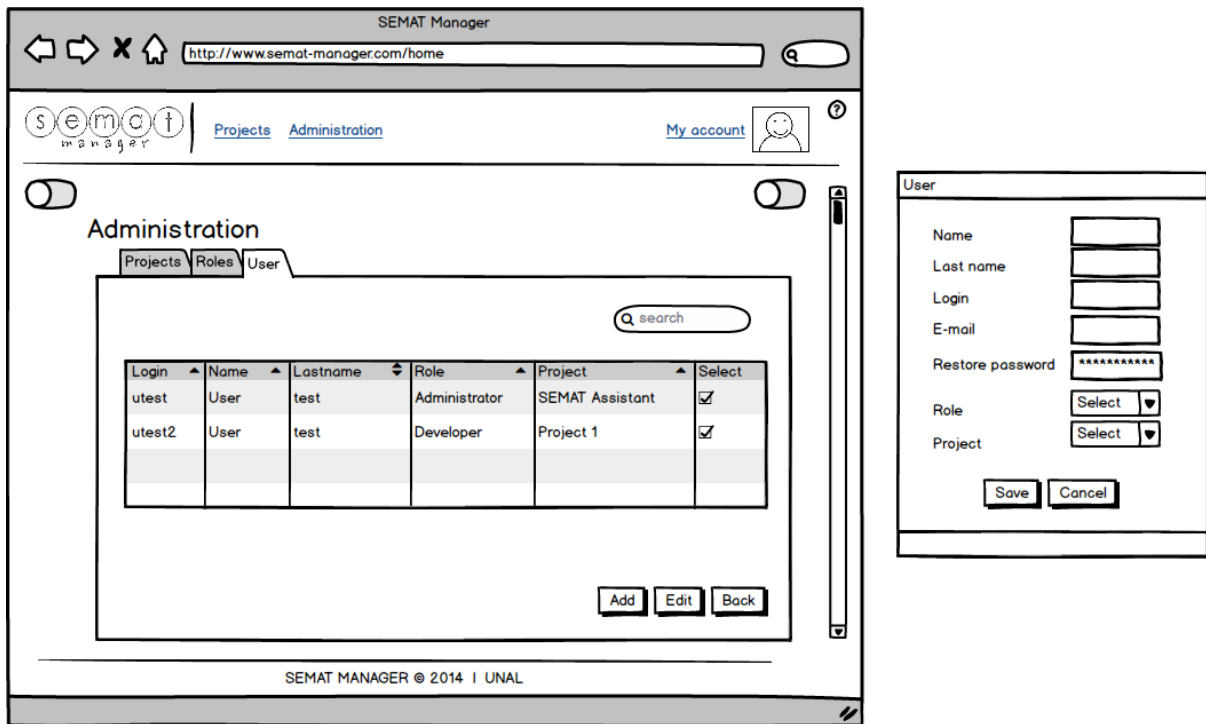 SEMAT Manager
http://www.semat-manager.com/home
semat
manager
Projects Administration My account ?
Administration
Projects Roles User
search
Login Name Lastname Role Project Select
utest User test Administrator SEMAT Assistant
utest2 User test Developer Project 1
Add Edit Back
SEMAT MANAGER © 2014 | UNAL
User
Name
Last name
Login
E-mail
Restore password ***********
Role Select
Project Select
Save Cancel